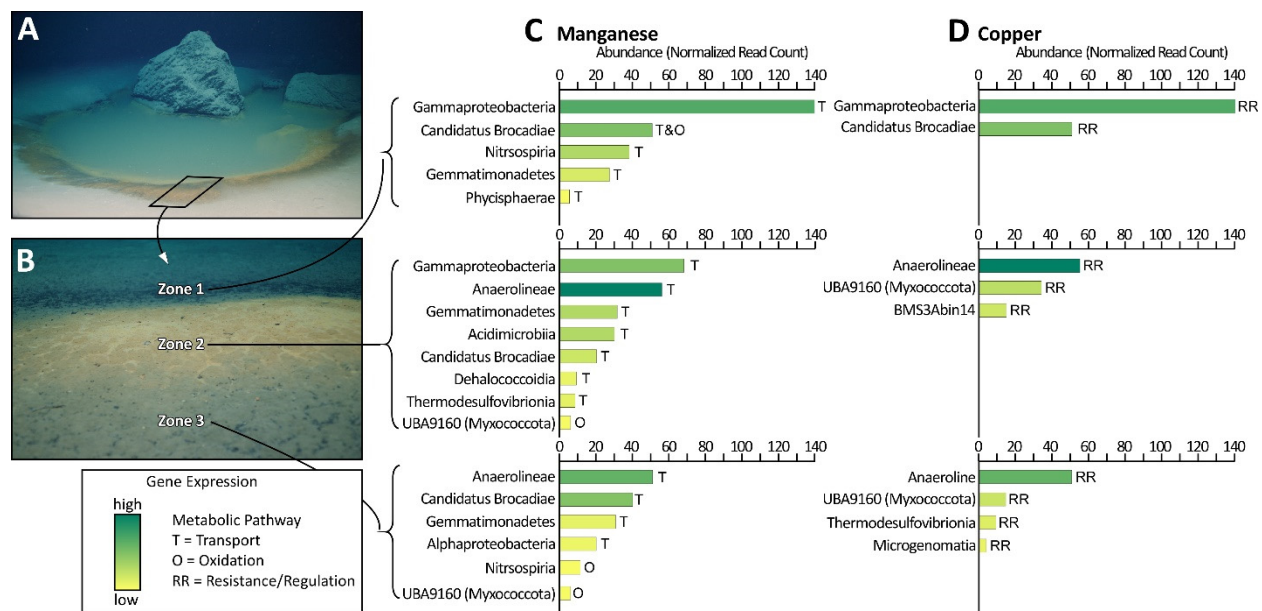 A
B
Zone 1
Zone 2
Zone 3
Gene Expression
high
low
Metabolic Pathway
T = Transport
O = Oxidation
RR = Resistance/Regulation
C Manganese
Abundance (Normalized Read Count)
0 20 40 60 80 100 120 140
Gammaproteobacteria T
Candidatus Brocadiae T&O
Nitrsospiria T
Gemmatimonadetes T
Phycisphaerae T
0 20 40 60 80 100 120 140
Gammaproteobacteria T
Anaerolineae T
Gemmatimonadetes T
Acidimicrobiia T
Candidatus Brocadiae T
Dehalococcoidia T
Thermodesulfovibrionia T
UBA9160 (Myxococcota) O
0 20 40 60 80 100 120 140
Anaerolineae T
Candidatus Brocadiae T
Gemmatimonadetes T
Alphaproteobacteria T
Nitrsospiria O
UBA9160 (Myxococcota) O
D Copper
Abundance (Normalized Read Count)
0 20 40 60 80 100 120 140
Gammaproteobacteria RR
Candidatus Brocadiae RR
0 20 40 60 80 100 120 140
Anaerolineae RR
UBA9160 (Myxococcota) RR
BMS3Abin14 RR
0 20 40 60 80 100 120 140
Anaeroline RR
UBA9160 (Myxococcota) RR
Thermodesulfovibrionia RR
Microgenomatia RR